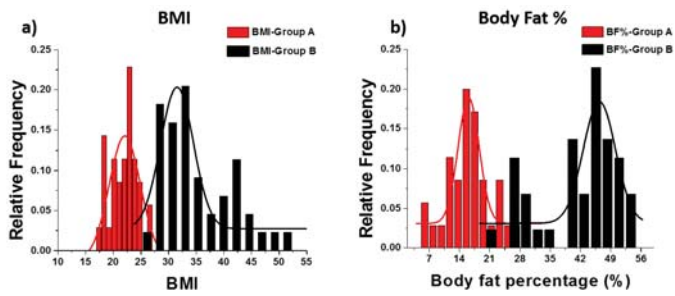 BMI
a)
BMI-Group A
BMI-Group B
Relative Frequency
0.25
0.20
0.15
0.10
0.05
0.00
10 15 20 25 30 35 40 45 50 55
BMI
Body Fat %
b)
BF%-Group A
BF%-Group B
Relative Frequency
0.25
0.20
0.15
0.10
0.05
0.00
7 14 21 28 35 42 49 56
Body fat percentage (%)